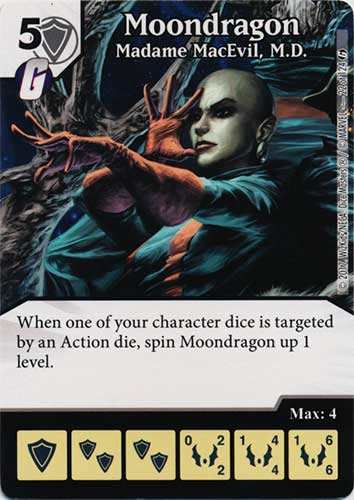 5
Moondragon
Madame MacEvil, M.D.
G
When one of your character dice is targeted
by an Action die, spin Moondragon up 1
level.
Max: 4
0 2
1 4 4
1 6 6